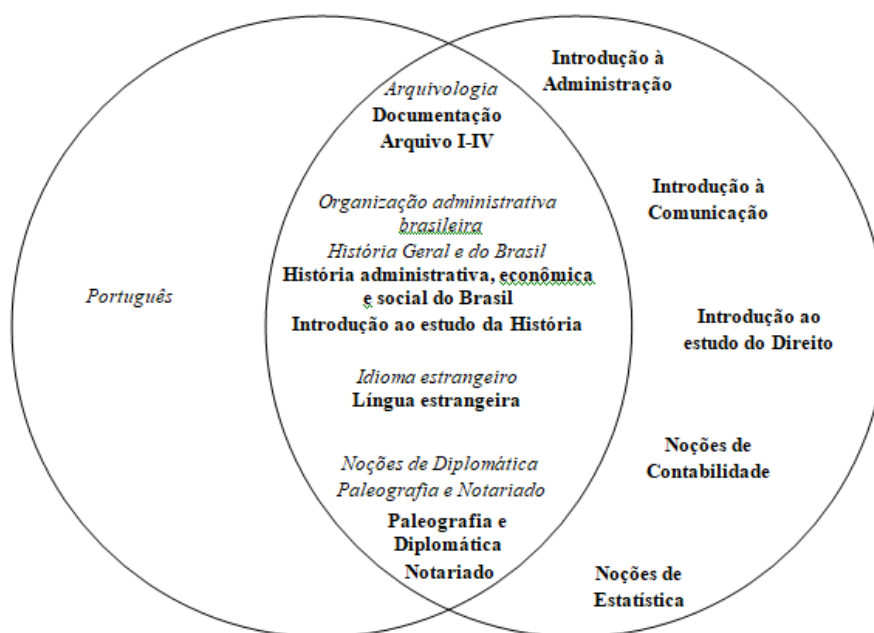 Português
Arquivologia
Documentação
Arquivo I-IV
Organização administrativa
brasileira
História Geral e do Brasil
História administrativa, econômica
e social do Brasil
Introdução ao estudo da História
Idioma estrangeiro
Língua estrangeira
Noções de Diplomática
Paleografia e Notariado
Paleografia e
Diplomática
Notariado
Introdução à
Administração
Introdução à
Comunicação
Introdução ao
estudo do Direito
Noções de
Contabilidade
Noções de
Estatística